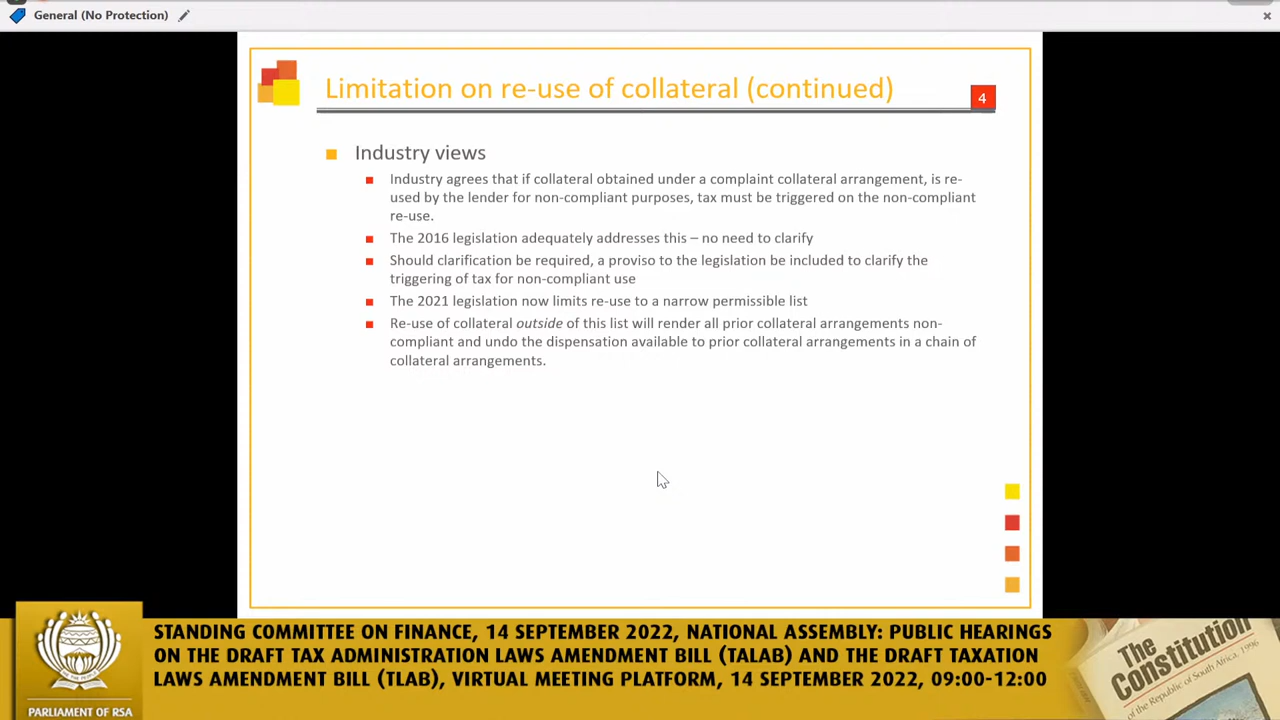 General (No Protection)
Limitation on re-use of collateral (continued)
4
Industry views
Industry agrees that if collateral obtained under a complaint collateral arrangement, is re-
used by the lender for non-compliant purposes, tax must be triggered on the non-compliant
re-use.
The 2016 legislation adequately addresses this – no need to clarify
Should clarification be required, a proviso to the legislation be included to clarify the
triggering of tax for non-compliant use
The 2021 legislation now limits re-use to a narrow permissible list
Re-use of collateral outside of this list will render all prior collateral arrangements non-
compliant and undo the dispensation available to prior collateral arrangements in a chain of
collateral arrangements.
STANDING COMMITTEE ON FINANCE, 14 SEPTEMBER 2022, NATIONAL ASSEMBLY: PUBLIC HEARINGS
ON THE DRAFT TAX ADMINISTRATION LAWS AMENDMENT BILL (TALAB) AND THE DRAFT TAXATION
LAWS AMENDMENT BILL (TLAB), VIRTUAL MEETING PLATFORM, 14 SEPTEMBER 2022, 09:00-12:00
PARLIAMENT OF RSA
The
Constitution
of the Republic of South Africa, 1996